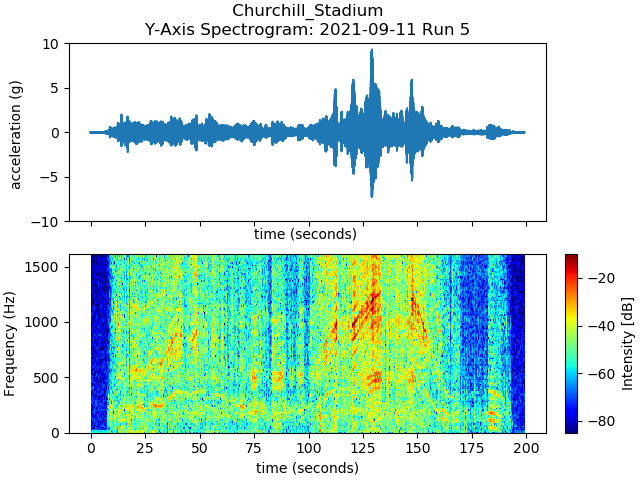 Churchill_Stadium
Y-Axis Spectrogram: 2021-09-11 Run 5
10
5
0
−5
−10
acceleration (g)
time (seconds)
1500
1000
500
0
Frequency (Hz)
0 25 50 75 100 125 150 175 200
time (seconds)
−20
−40
−60
−80
Intensity [dB]